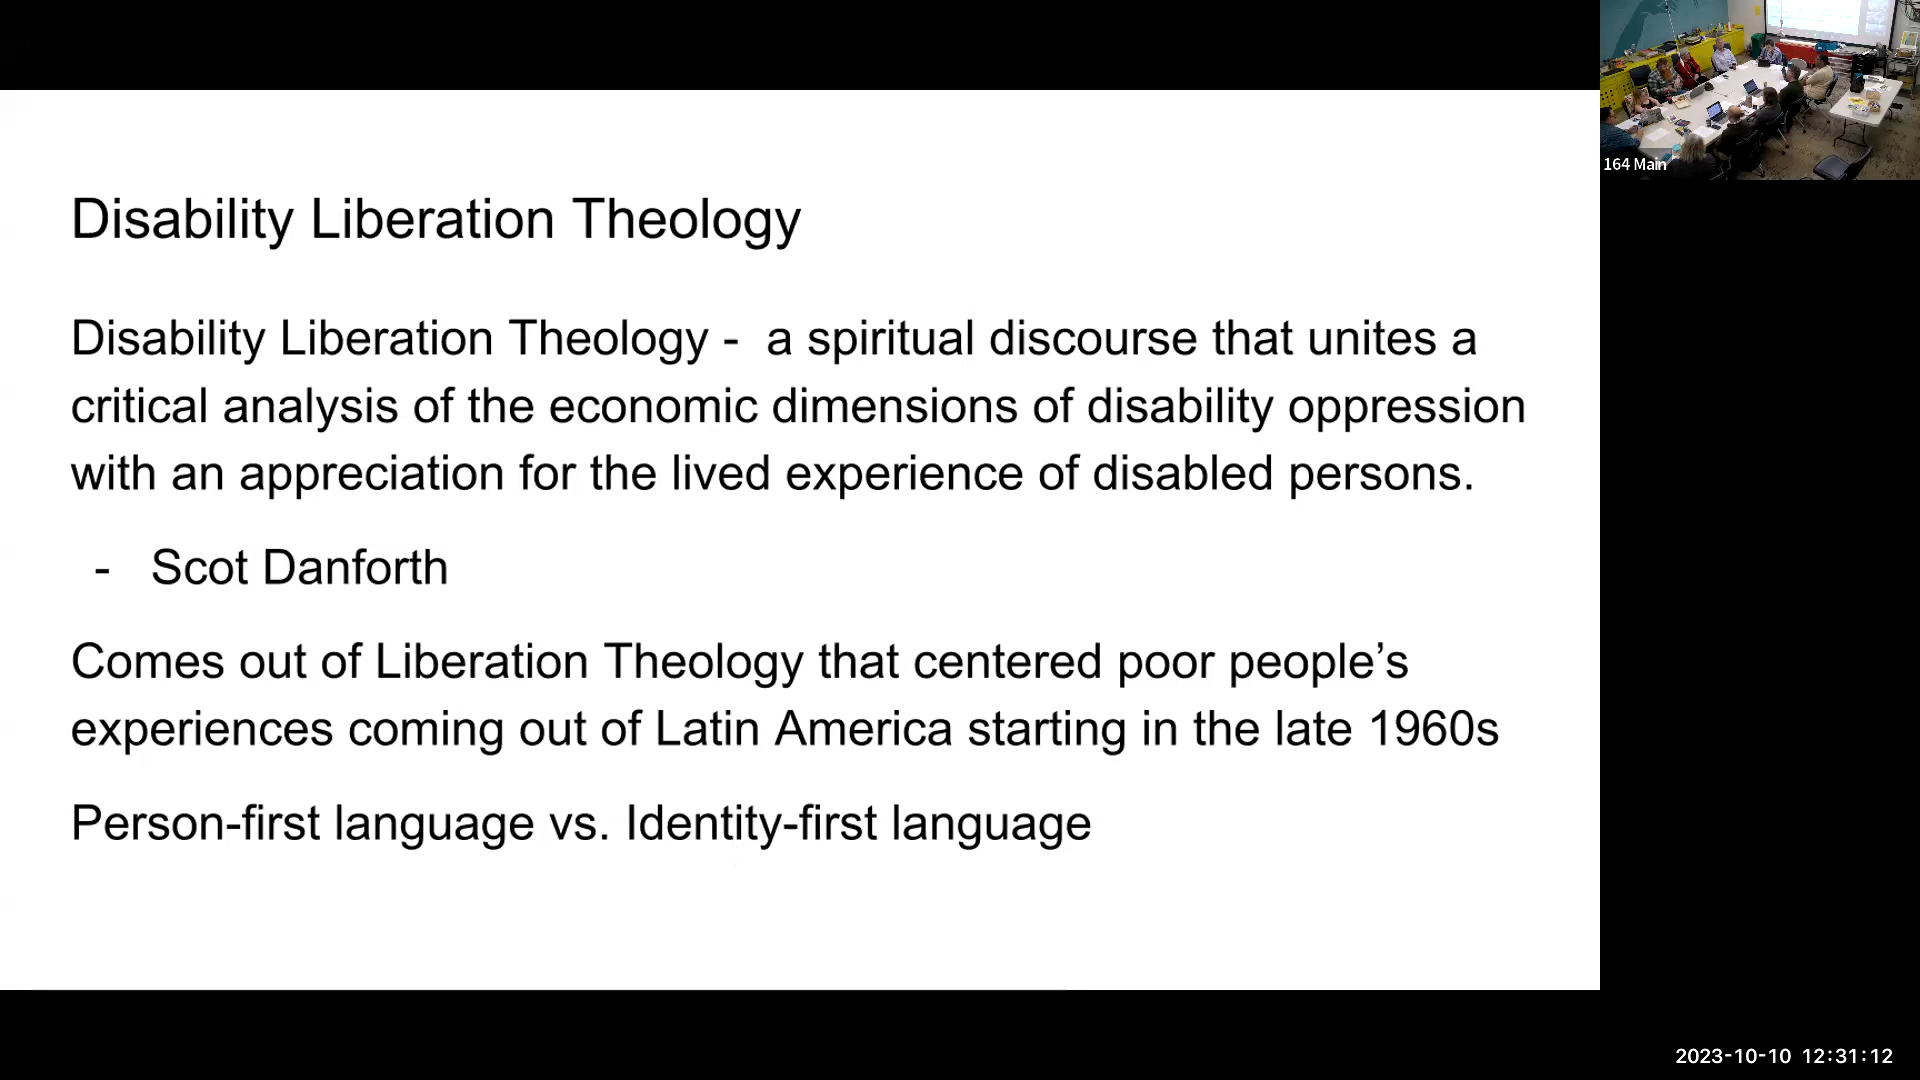 Disability Liberation Theology
Disability Liberation Theology -  a spiritual discourse that unites a
critical analysis of the economic dimensions of disability oppression
with an appreciation for the lived experience of disabled persons.
- Scot Danforth
Comes out of Liberation Theology that centered poor people’s
experiences coming out of Latin America starting in the late 1960s
Person-first language vs. Identity-first language
164 Main
2023-10-10 12:31:12